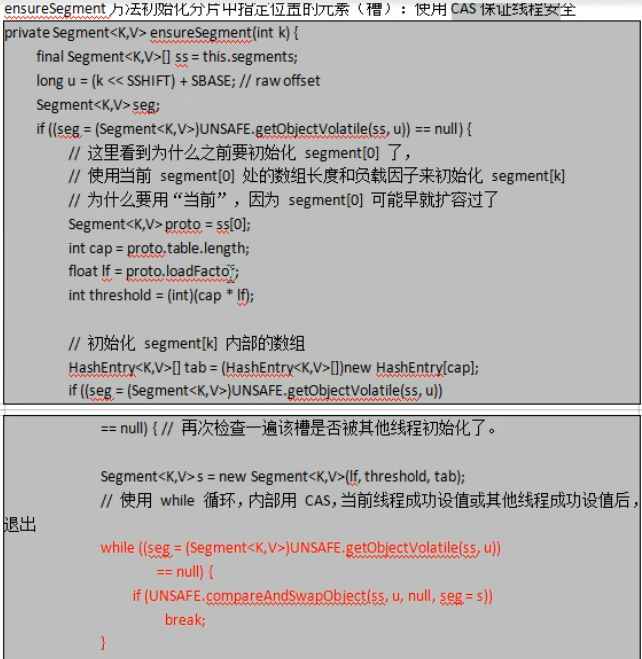 ensureSegment 方法初始化分片中指定位置的元素（槽）：使用 CAS 保证线程安全
private Segment<K,V> ensureSegment(int k) {
final Segment<K,V>[] ss = this.segments;
long u = (k << SSHIFT) + SBASE; // raw offset
Segment<K,V> seg;
if ((seg = (Segment<K,V>)UNSAFE.getObjectVolatile(ss, u)) == null) {
// 这里看到为什么之前要初始化 segment[0] 了，
// 使用当前 segment[0] 处的数组长度和负载因子来初始化 segment[k]
// 为什么要用“当前”，因为 segment[0] 可能早就扩容过了
Segment<K,V> proto = ss[0];
int cap = proto.table.length;
float lf = proto.loadFactor;
int threshold = (int)(cap * lf);
// 初始化 segment[k] 内部的数组
HashEntry<K,V>[] tab = (HashEntry<K,V>[])new HashEntry[cap];
if ((seg = (Segment<K,V>)UNSAFE.getObjectVolatile(ss, u))
== null) { // 再次检查一遍该槽是否被其他线程初始化了。
Segment<K,V> s = new Segment<K,V>(lf, threshold, tab);
// 使用 while 循环，内部用 CAS，当前线程成功设值或其他线程成功设值后，
退出
while ((seg = (Segment<K,V>)UNSAFE.getObjectVolatile(ss, u))
== null) {
if (UNSAFE.compareAndSwapObject(ss, u, null, seg = s))
break;
}